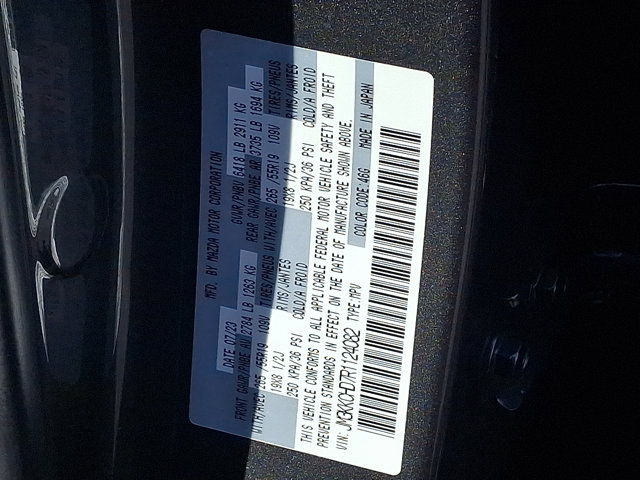 MFD. BY MAZDA MOTOR CORPORATION
DATE 07/23 GVWR/PNBV 6418 LB 2911 KG
FRONT GAWR/PNBE AV 2784 LB 1263 KG REAR GAWR/PNBE AR 3735 LB 1694 KG
WITH/AVEC 265 /55R19 109V TIRES/PNEUS WITH/AVEC 265 /55R19 109V TIRES/PNEUS
19X8 1/2J RIMS/JANTES 19X8 1/2J RIMS/JANTES
250 KPA/36 PSI COLD/A FROID 250 KPA/36 PSI COLD/A FROID
THIS VEHICLE CONFORMS TO ALL APPLICABLE FEDERAL MOTOR VEHICLE SAFETY AND THEFT
PREVENTION STANDARDS IN EFFECT ON THE DATE OF MANUFACTURE SHOWN ABOVE.
VIN: JM3KKCHD7R1124082 TYPE:MPV COLOR CODE:46G MADE IN JAPAN